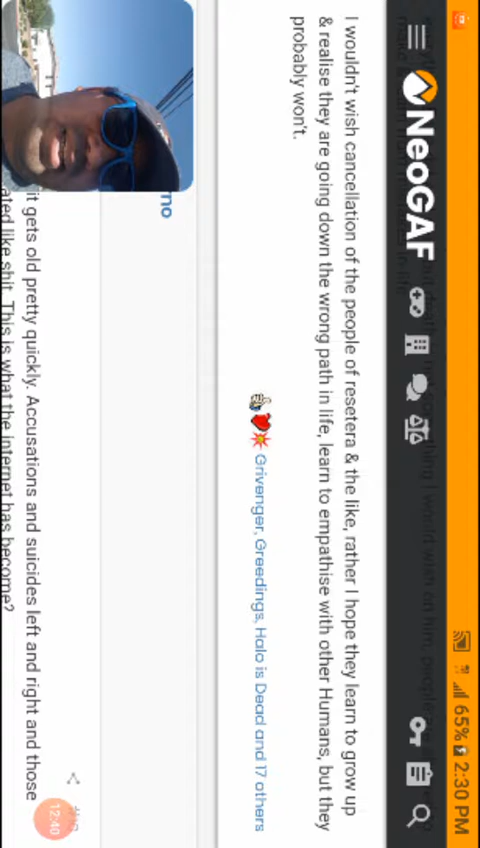 65% 2:30 PM
NeoGAF
I wouldn't wish cancellation of the people of resetera & the like, rather I hope they learn to grow up
& realise they are going down the wrong path in life, learn to empathise with other Humans, but they
probably won't.
Grivenger, Greedings, Halo is Dead and 17 others
no
it gets old pretty quickly. Accusations and suicides left and right and those
ated like shit. This is what the internet has become?
12:40